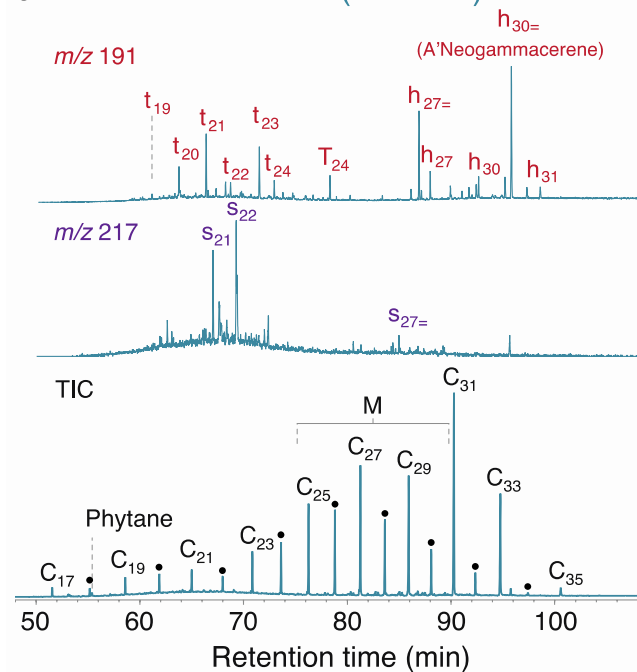 h30=
(A'Neogammacerene)
m/z 191
t19
t20
t21
t22
t23
t24
T24
h27=
h27
h30
h31
m/z 217
s21
s22
s27=
TIC
M
Phytane
C17
C19
C21
C23
C25
C27
C29
C31
C33
C35
50 60 70 80 90 100
Retention time (min)